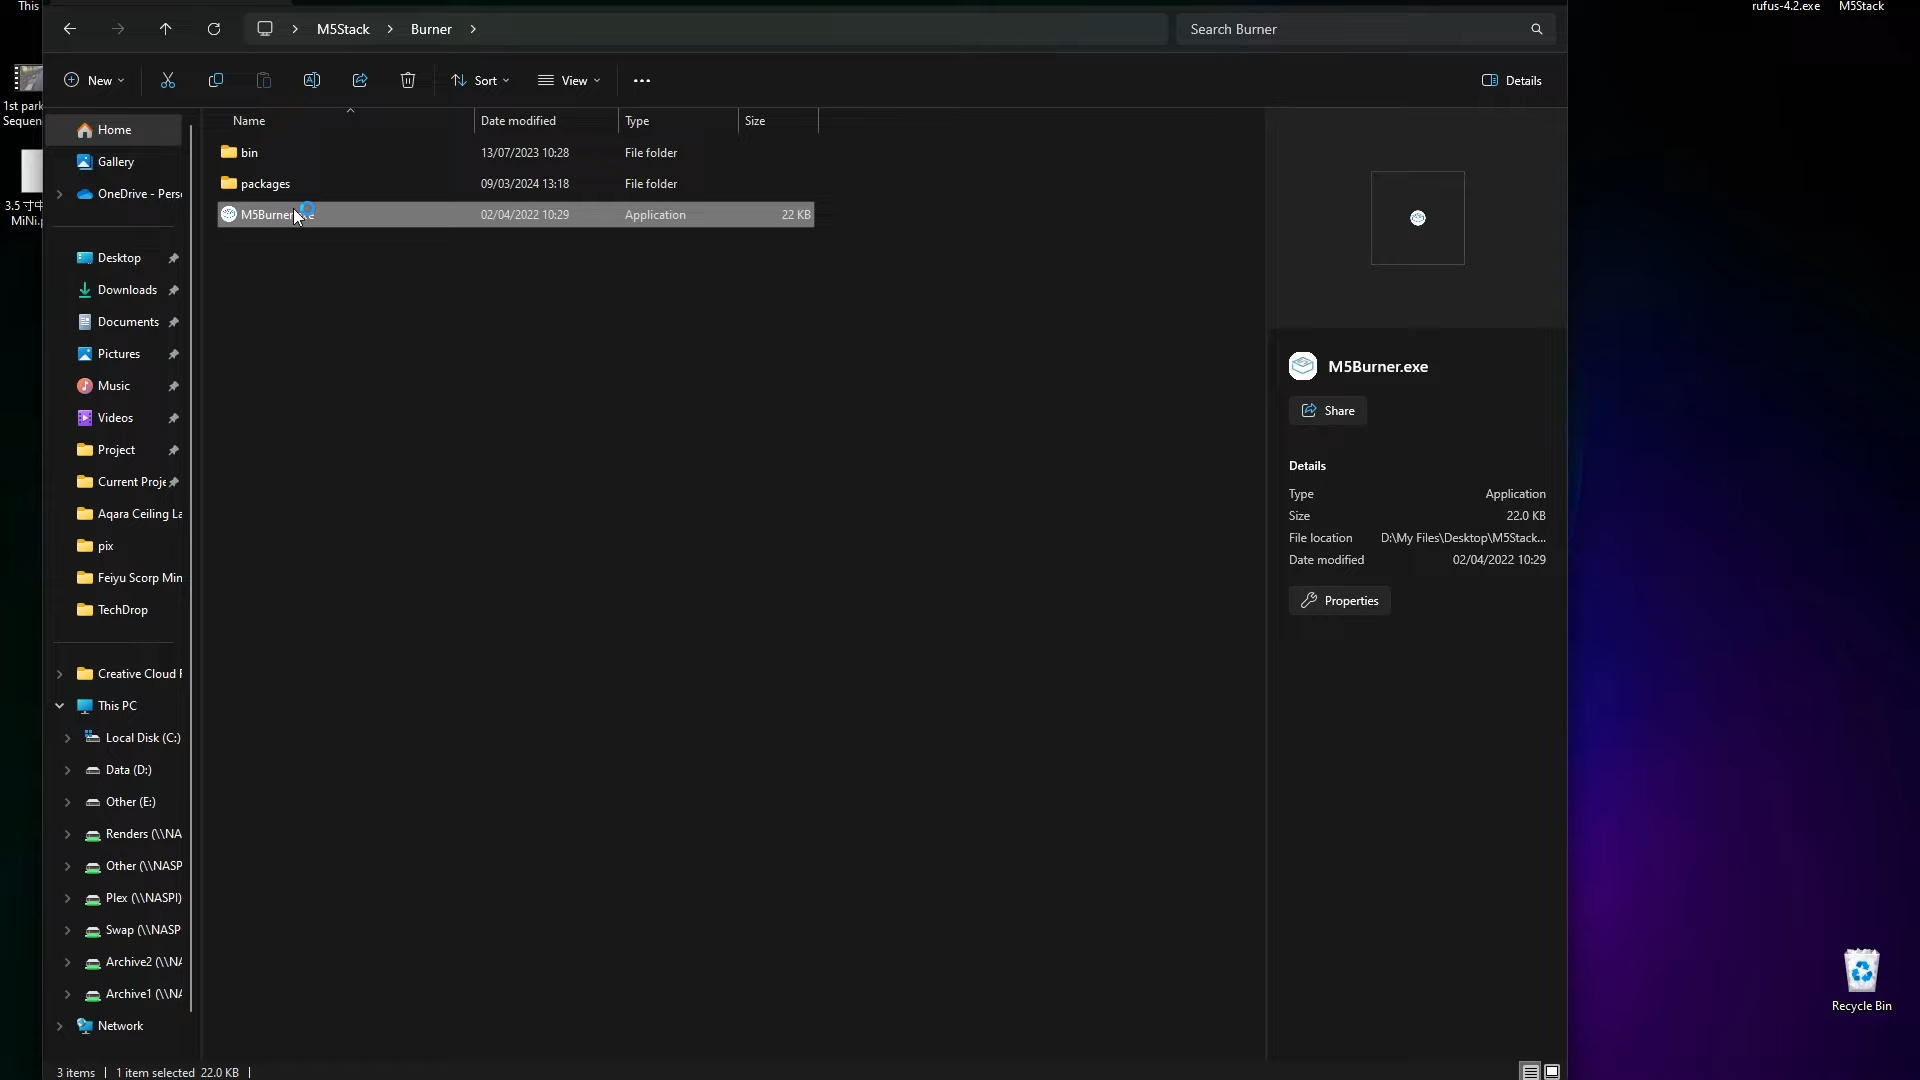 This
rufus-4.2.exe
M5Stack
M5Stack
Burner
Search Burner
New
Sort
View
Details
1st park
Sequen
3.5 寸中
MiNi.
Home
Gallery
OneDrive - Pers
Desktop
Downloads
Documents
Pictures
Music
Videos
Project
Current Proje
Aqara Ceiling La
pix
Feiyu Scorp Min
TechDrop
Creative Cloud F
This PC
Local Disk (C:)
Data (D:)
Other (E:)
Renders (\\NA
Other (\\NASP
Plex (\\NASPI)
Swap (\\NASP
Archive2 (\\NA
Archive1 (\\NA
Network
Name Date modified Type Size
bin 13/07/2023 10:28 File folder
packages 09/03/2024 13:18 File folder
M5Burner 02/04/2022 10:29 Application 22 KB
M5Burner.exe
Share
Details
Type Application
Size 22.0 KB
File location D:\My Files\Desktop\M5Stack...
Date modified 02/04/2022 10:29
Properties
Recycle Bin
3 items 1 item selected 22.0 KB